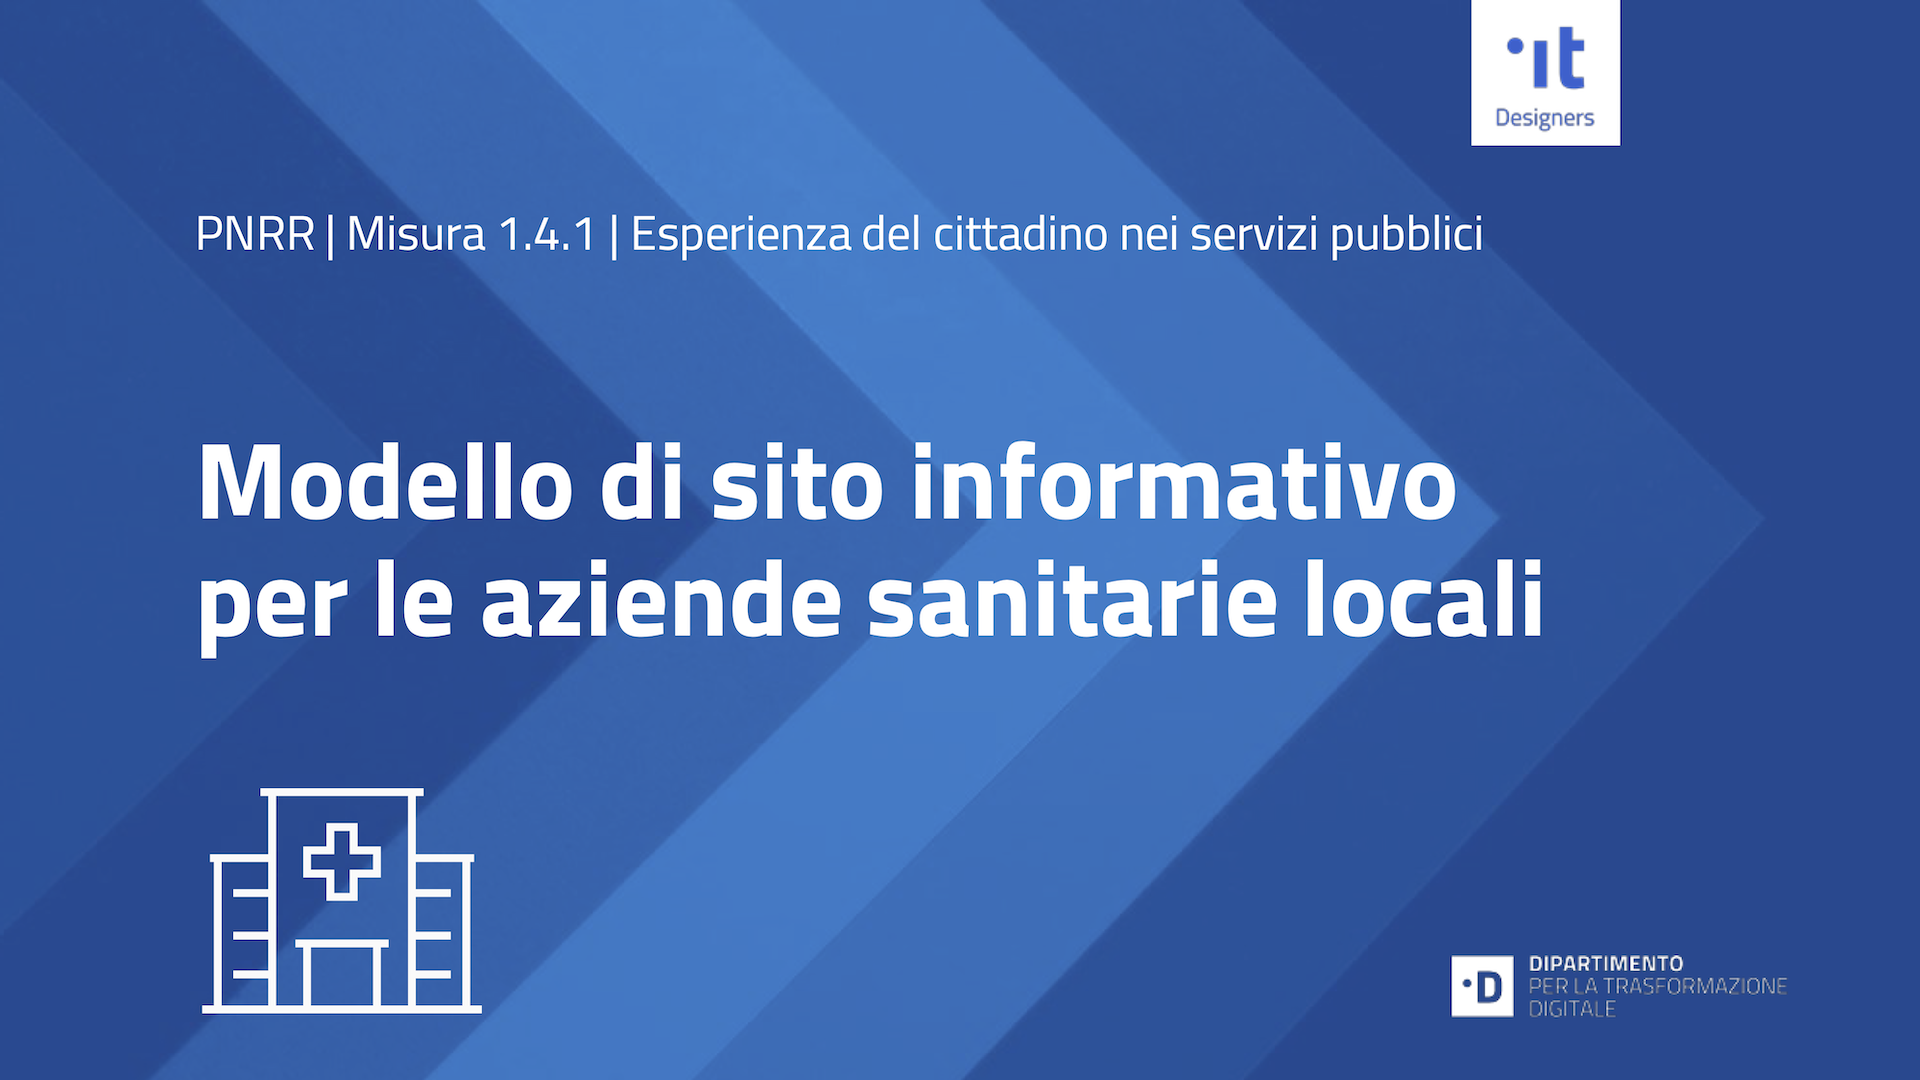 it
Designers
PNRR | Misura 1.4.1 | Esperienza del cittadino nei servizi pubblici
Modello di sito informativo
per le aziende sanitarie locali
D
DIPARTIMENTO
PER LA TRASFORMAZIONE
DIGITALE